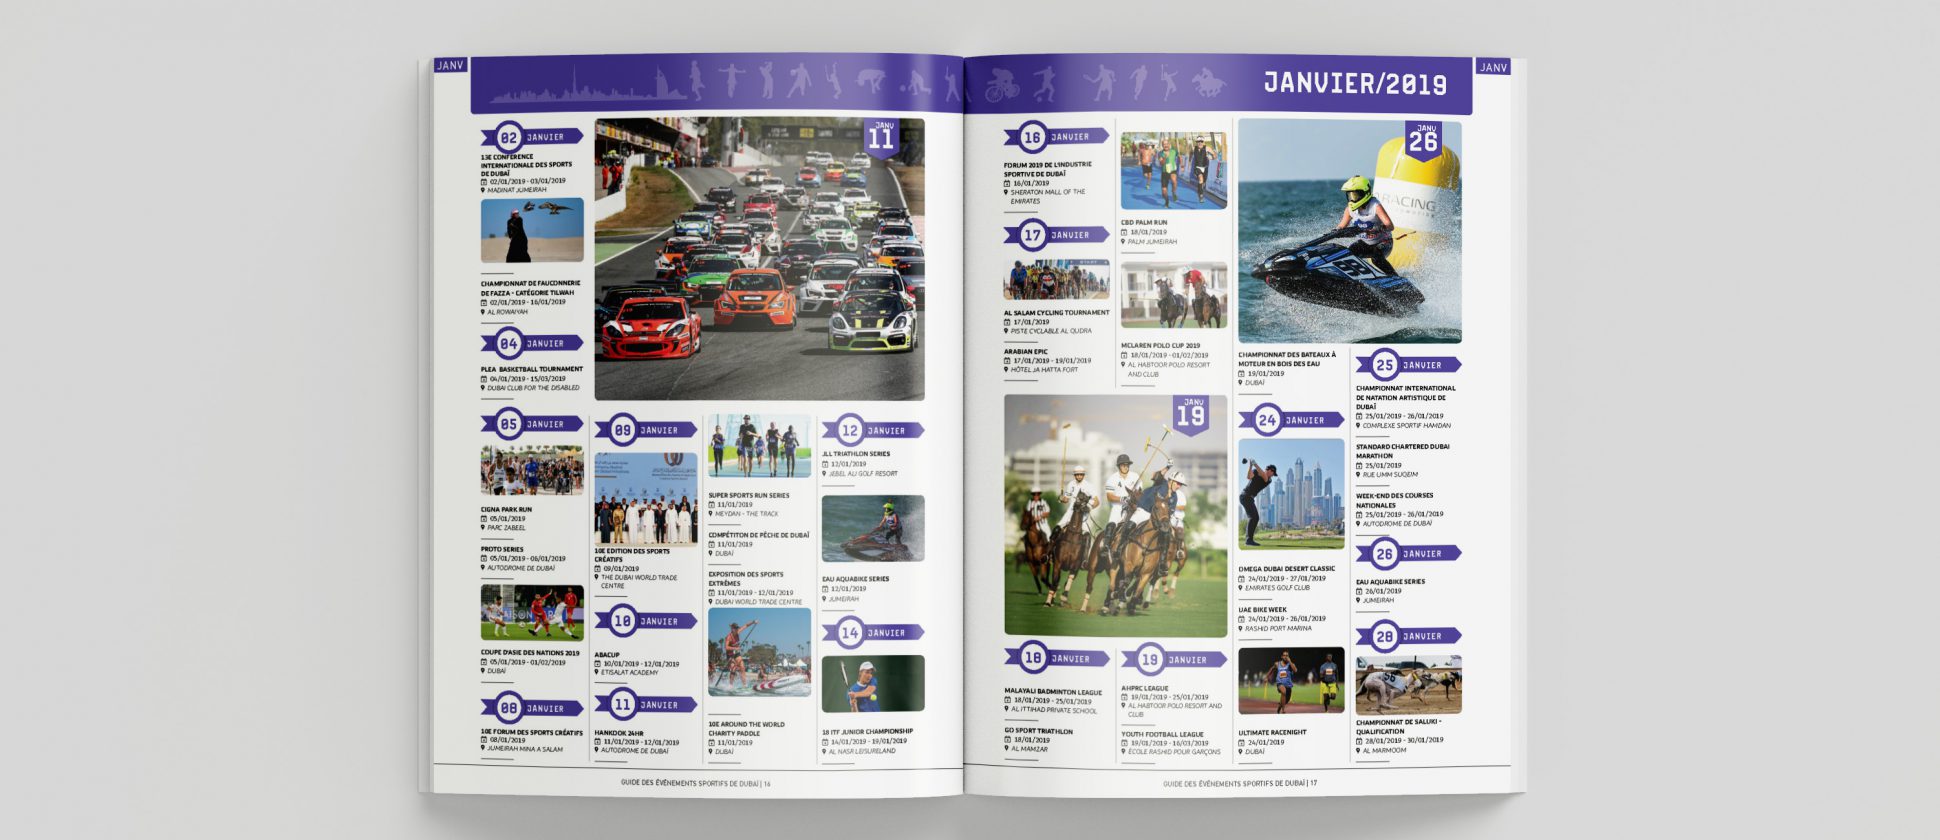 JANV
02 JANVIER
13E CONFÉRENCE
INTERNATIONALE DES SPORTS
DE DUBAÏ
02/01/2019 - 03/01/2019
MADINAT JUMEIRAH
CHAMPIONNAT DE FAUCONNERIE
DE FAZZA - CATÉGORIE TILWAH
02/01/2019 - 16/01/2019
AL ROWAIYAH
04 JANVIER
PLEA BASKETBALL TOURNAMENT
04/01/2019 - 15/03/2019
DUBAI CLUB FOR THE DISABLED
05 JANVIER
CIGNA PARK RUN
05/01/2019
PARC ZABEEL
PROTO SERIES
05/01/2019 - 06/01/2019
AUTODROME DE DUBAÏ
COUPE D'ASIE DES NATIONS 2019
05/01/2019 - 01/02/2019
DUBAÏ
08 JANVIER
10E FORUM DES SPORTS CRÉATIFS
08/01/2019
JUMEIRAH MINA A SALAM
JANV
11
09 JANVIER
10E EDITION DES SPORTS
CRÉATIFS
09/01/2019
THE DUBAI WORLD TRADE
CENTRE
10 JANVIER
ABACUP
10/01/2019 - 12/01/2019
ETISALAT ACADEMY
11 JANVIER
HANKOOK 24HR
11/01/2019 - 12/01/2019
AUTODROME DE DUBAÏ
SUPER SPORTS RUN SERIES
11/01/2019
MEYDAN - THE TRACK
COMPÉTITON DE PÊCHE DE DUBAÏ
11/01/2019
DUBAÏ
EXPOSITION DES SPORTS
EXTRÊMES
11/01/2019 - 12/01/2019
DUBAI WORLD TRADE CENTRE
10E AROUND THE WORLD
CHARITY PADDLE
11/01/2019
DUBAÏ
12 JANVIER
JLL TRIATHLON SERIES
12/01/2019
JEBEL ALI GOLF RESORT
EAU AQUABIKE SERIES
12/01/2019
JUMEIRAH
14 JANVIER
18 ITF JUNIOR CHAMPIONSHIP
14/01/2019 - 19/01/2019
AL NASR LEISURELAND
GUIDE DES ÉVÉNEMENTS SPORTIFS DE DUBAÏ | 16
JANVIER/2019
JANV
16 JANVIER
FORUM 2019 DE L'INDUSTRIE
SPORTIVE DE DUBAÏ
16/01/2019
SHERATON MALL OF THE
EMIRATES
17 JANVIER
AL SALAM CYCLING TOURNAMENT
17/01/2019
PISTE CYCLABLE AL QUDRA
ARABIAN EPIC
17/01/2019 - 19/01/2019
HÔTEL JA HATTA FORT
CBD PALM RUN
18/01/2019
PALM JUMEIRAH
MCLAREN POLO CUP 2019
18/01/2019 - 01/02/2019
AL HABTOOR POLO RESORT
AND CLUB
JANV
19
18 JANVIER
MALAYALI BADMINTON LEAGUE
18/01/2019 - 25/01/2019
AL ITTIHAD PRIVATE SCHOOL
GO SPORT TRIATHLON
18/01/2019
AL MAMZAR
19 JANVIER
AHPRC LEAGUE
19/01/2019 - 25/01/2019
AL HABTOOR POLO RESORT AND
CLUB
YOUTH FOOTBALL LEAGUE
19/01/2019 - 16/03/2019
ECOLE RASHID POUR GARÇONS
JANV
26
RACING
CHAMPIONNAT DES BATEAUX À
MOTEUR EN BOIS DES EAU
19/01/2019
DUBAÏ
24 JANVIER
OMEGA DUBAI DESERT CLASSIC
24/01/2019 - 27/01/2019
EMIRATES GOLF CLUB
UAE BIKE WEEK
24/01/2019 - 26/01/2019
RASHID PORT MARINA
ULTIMATE RACENIGHT
24/01/2019
DUBAÏ
25 JANVIER
CHAMPIONNAT INTERNATIONAL
DE NATATION ARTISTIQUE DE
DUBAÏ
25/01/2019 - 26/01/2019
COMPLEXE SPORTIF HAMDAN
STANDARD CHARTERED DUBAI
MARATHON
25/01/2019
RUE UMM SUQEIM
WEEK-END DES COURSES
NATIONALES
25/01/2019 - 26/01/2019
AUTODROME DE DUBAÏ
26 JANVIER
EAU AQUABIKE SERIES
26/01/2019
JUMEIRAH
28 JANVIER
CHAMPIONNAT DE SALUKI -
QUALIFICATION
28/01/2019 - 30/01/2019
AL MARMOOM
GUIDE DES ÉVÉNEMENTS SPORTIFS DE DUBAÏ | 17